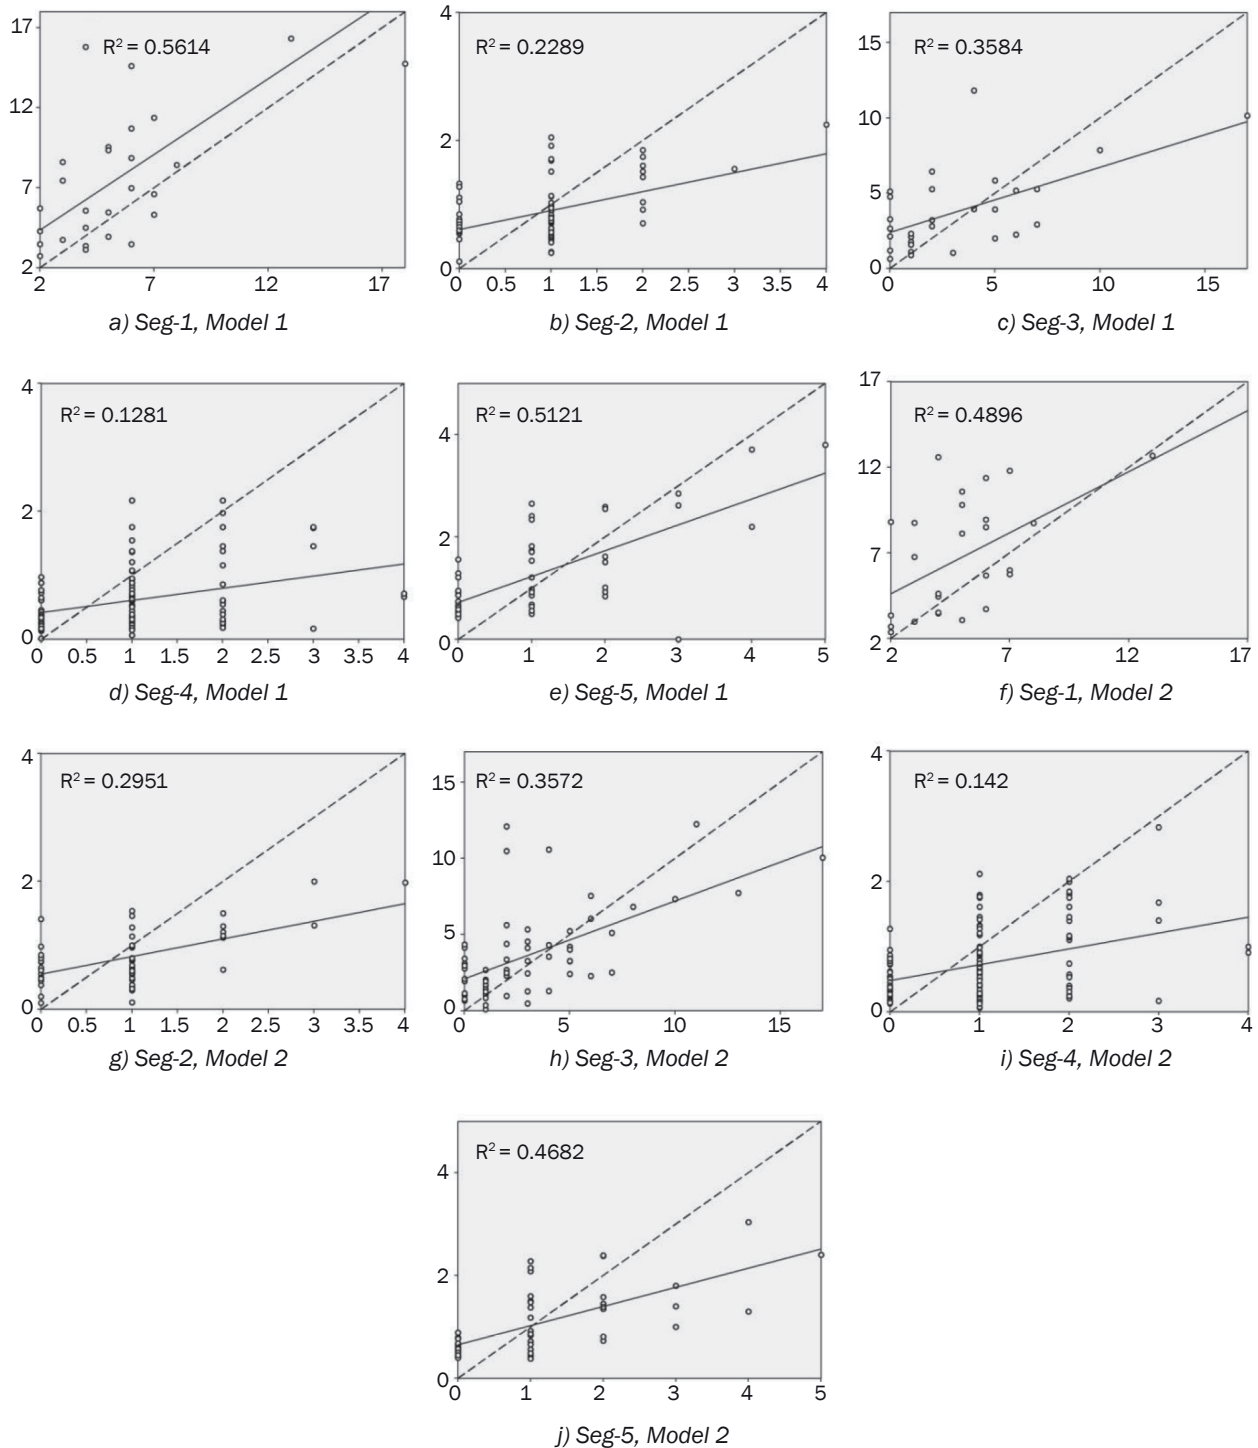 R² = 0.5614
17
12
7
2
2 7 12 17
a) Seg-1, Model 1
R² = 0.2289
4
2
0
0 0.5 1 1.5 2 2.5 3 3.5 4
b) Seg-2, Model 1
R² = 0.3584
15
10
5
0
0 5 10 15
c) Seg-3, Model 1
R² = 0.1281
4
2
0
0 0.5 1 1.5 2 2.5 3 3.5 4
d) Seg-4, Model 1
R² = 0.5121
4
2
0
0 1 2 3 4 5
e) Seg-5, Model 1
R² = 0.4896
17
12
7
2
2 7 12 17
f) Seg-1, Model 2
R² = 0.2951
4
2
0
0 0.5 1 1.5 2 2.5 3 3.5 4
g) Seg-2, Model 2
R² = 0.3572
15
10
5
0
0 5 10 15
h) Seg-3, Model 2
R² = 0.142
4
2
0
0 1 2 3 4
i) Seg-4, Model 2
R² = 0.4682
4
2
0
0 1 2 3 4 5
j) Seg-5, Model 2